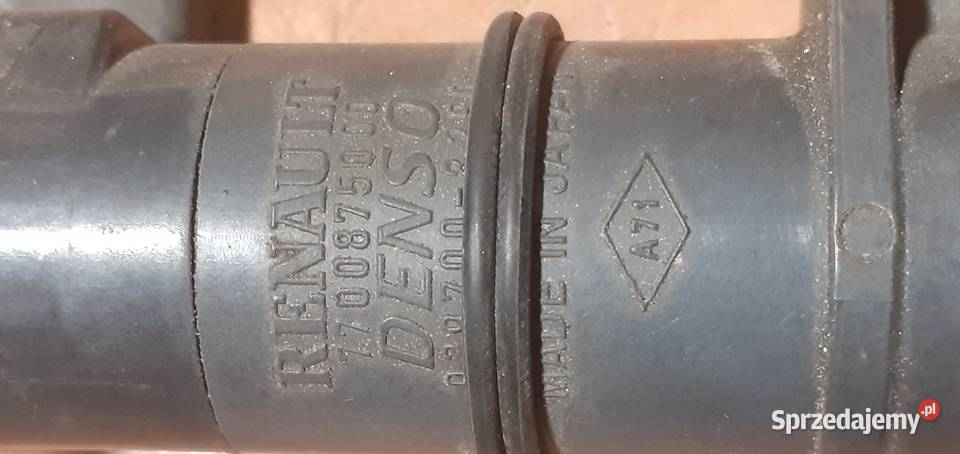 RENAULT
7700875000
DENSO
MADE IN JAPAN
A71
Sprzedajemy.pl